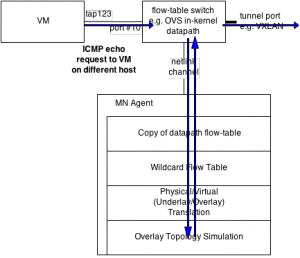 VM
tap123
port #10
flow-table switch
e.g. OVS in-kernel
datapath
tunnel port
e.g. VXLAN
ICMP echo
request to VM
on different host
netlink
channel
MN Agent
Copy of datapath flow-table
Wildcard Flow Table
Physical/Virtual
(Underlay/Overlay)
Translation
Overlay Topology Simulation